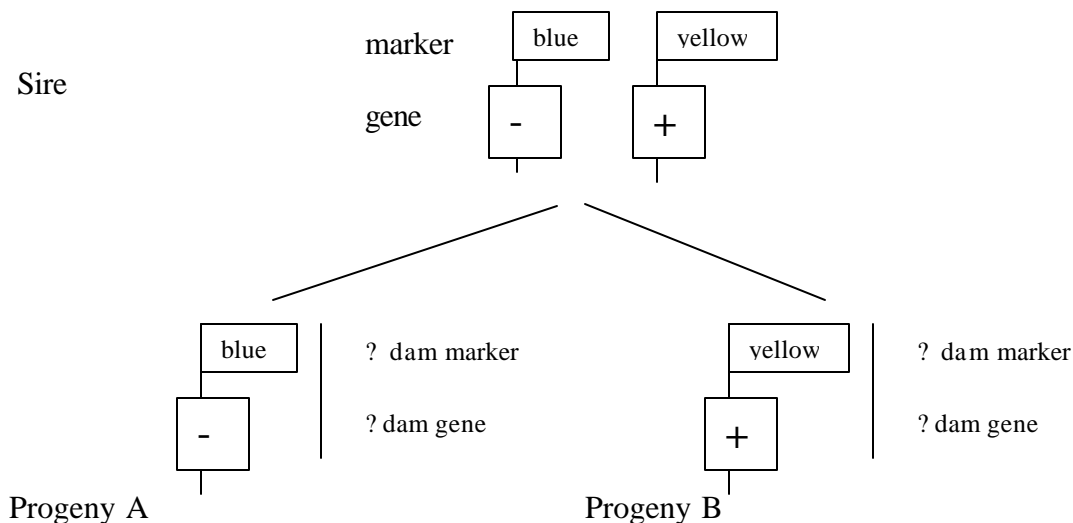 marker blue yellow
Sire
gene - +
blue ? dam marker yellow ? dam marker
- ? dam gene + ? dam gene
Progeny A Progeny B